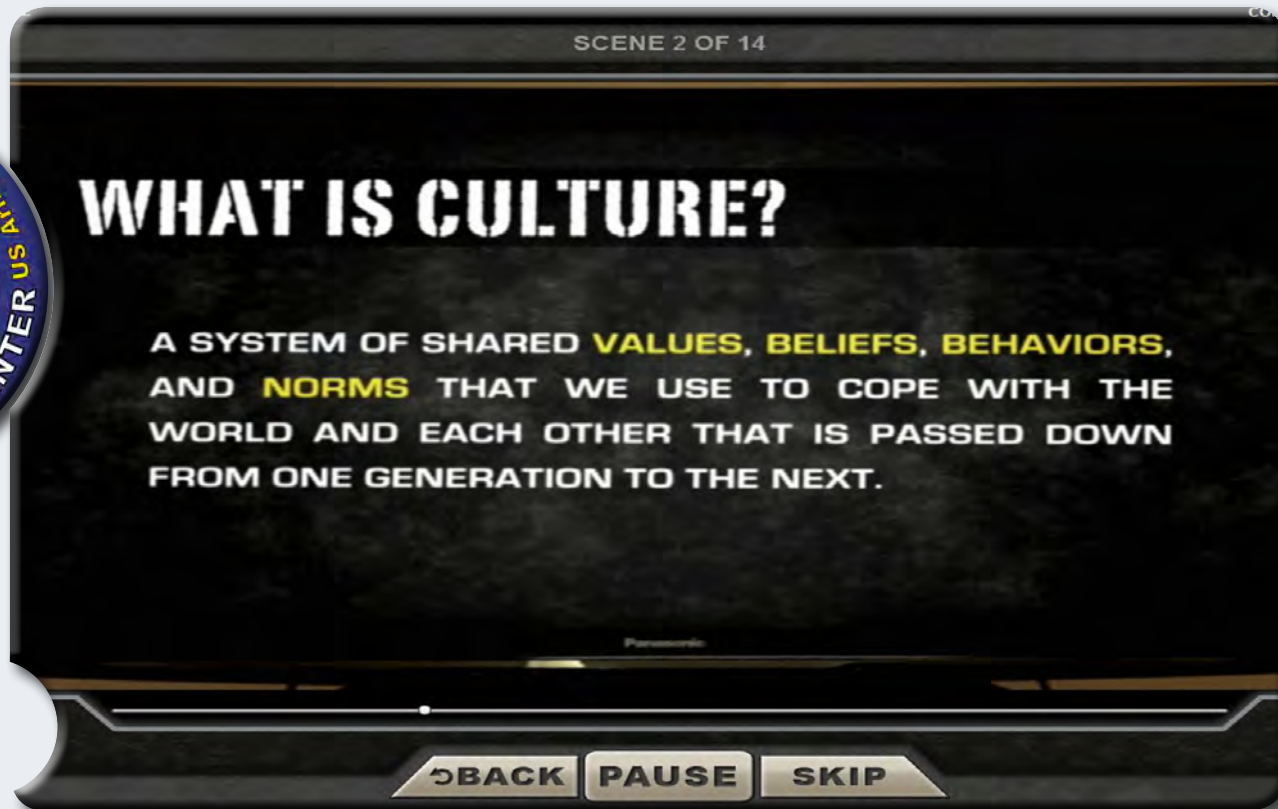 SCENE 2 OF 14
WHAT IS CULTURE?
US
NTER
A SYSTEM OF SHARED VALUES, BELIEFS, BEHAVIORS,
AND NORMS THAT WE USE TO COPE WITH THE
WORLD AND EACH OTHER THAT IS PASSED DOWN
FROM ONE GENERATION TO THE NEXT.
Panasonic
BACK PAUSE SKIP